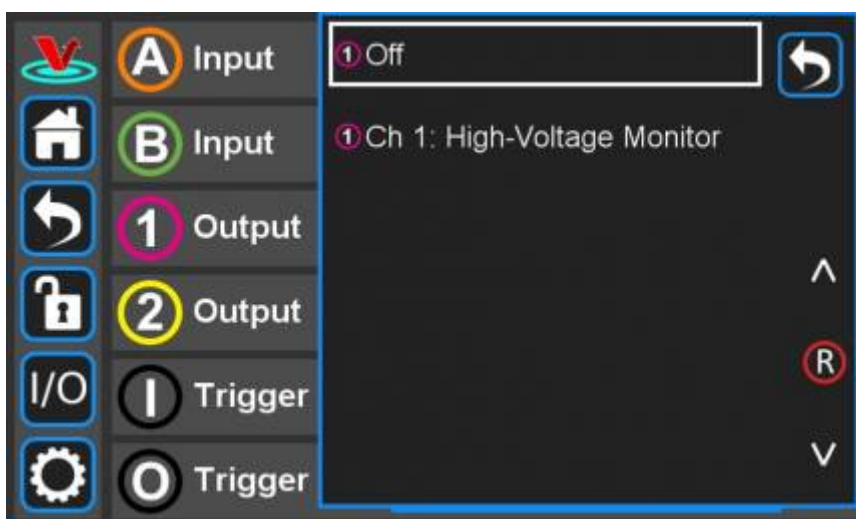 A Input
B Input
1 Output
2 Output
I/O
I Trigger
O Trigger
1 Off
1 Ch 1: High-Voltage Monitor
R